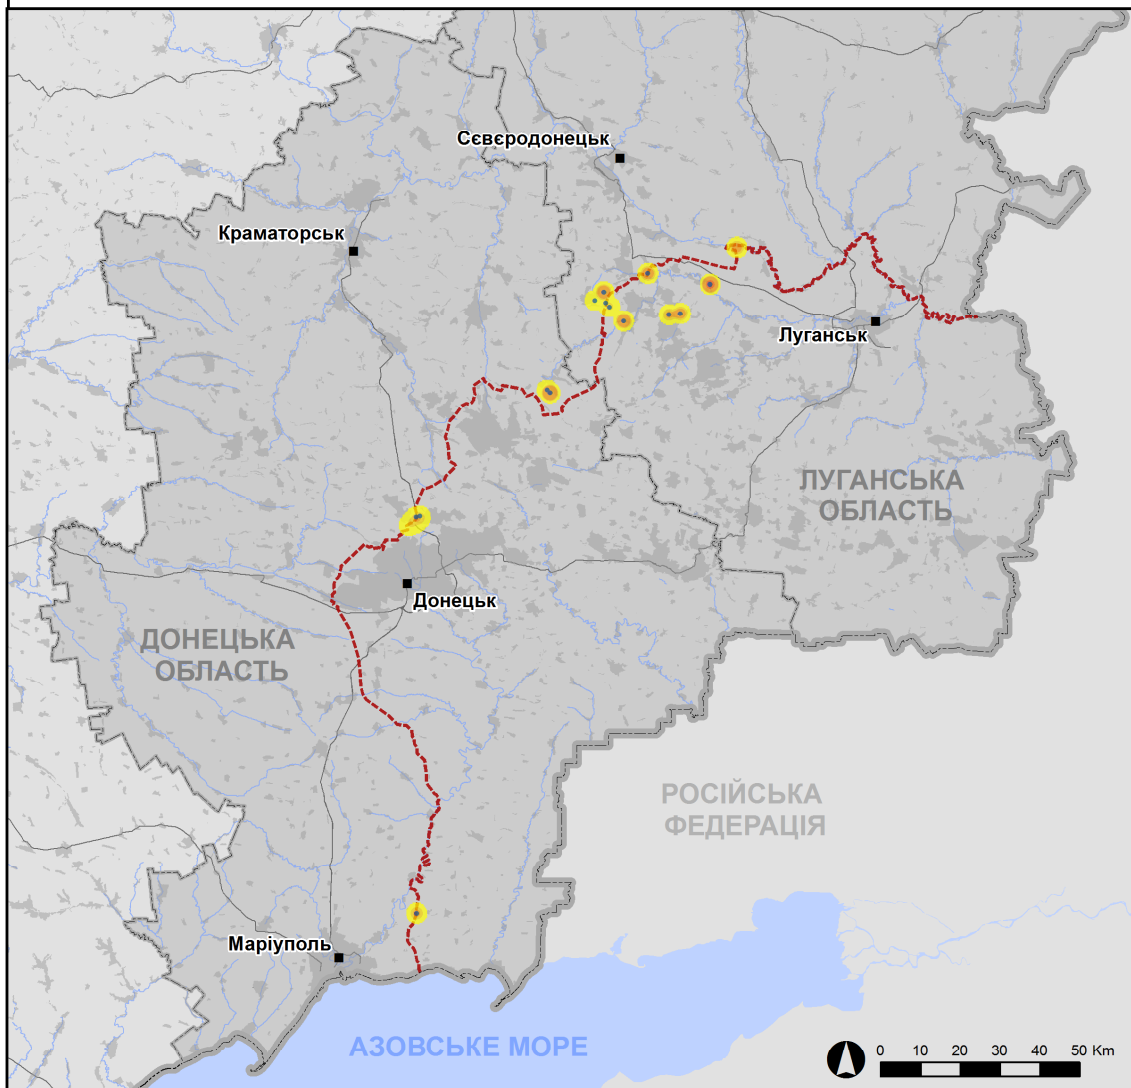 Сєвєродонецьк
Краматорськ
Луганськ
ЛУГАНСЬКА
ОБЛАСТЬ
Донецьк
ДОНЕЦЬКА
ОБЛАСТЬ
РОСІЙСЬКА
ФЕДЕРАЦІЯ
Маріуполь
АЗОВСЬКЕ МОРЕ
0 10 20 30 40 50 Km